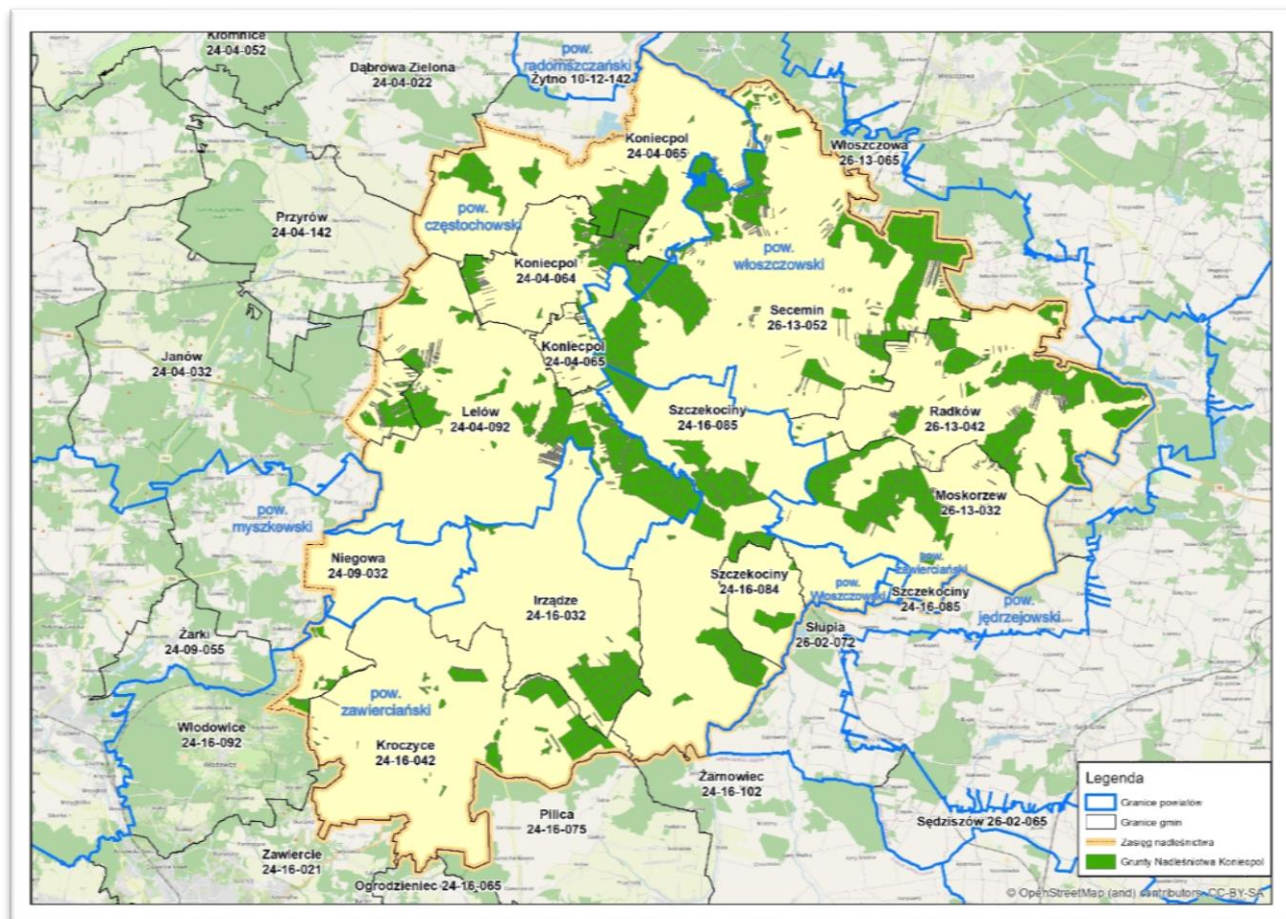 Kłomnice
24-04-052
Dąbrowa Zielona
24-04-022
pow.
radomszczański
Żytno 10-12-142
Koniecpol
24-04-065
Włoszczowa
26-13-065
Przyrów
24-04-142
pow.
częstochowski
pow.
włoszczowski
Koniecpol
24-04-064
Secemin
26-13-052
Janów
24-04-032
Koniecpol
24-04-065
Lelów
24-04-092
Szczekociny
24-16-085
Radków
26-13-042
Moskorzew
26-13-032
pow.
myszkowski
Niegowa
24-09-032
Irządze
24-16-032
Szczekociny
24-16-084
pow.
Włoszczowski
pow.
zawierciański
Szczekociny
24-16-085
pow.
jędrzejowski
Słupia
26-02-072
Żarki
24-09-055
Włodowice
24-16-092
pow.
zawierciański
Kroczyce
24-16-042
Żarnowiec
24-16-102
Pilica
24-16-075
Sędziszów 26-02-065
Zawiercie
24-16-021
Ogrodzieniec 24-16-065
Legenda
Granice powiatów
Granice gmin
Zasięg nadleśnictwa
Grunty Nadleśnictwa Koniecpol
© OpenStreetMap (and) contributors, CC-BY-SA